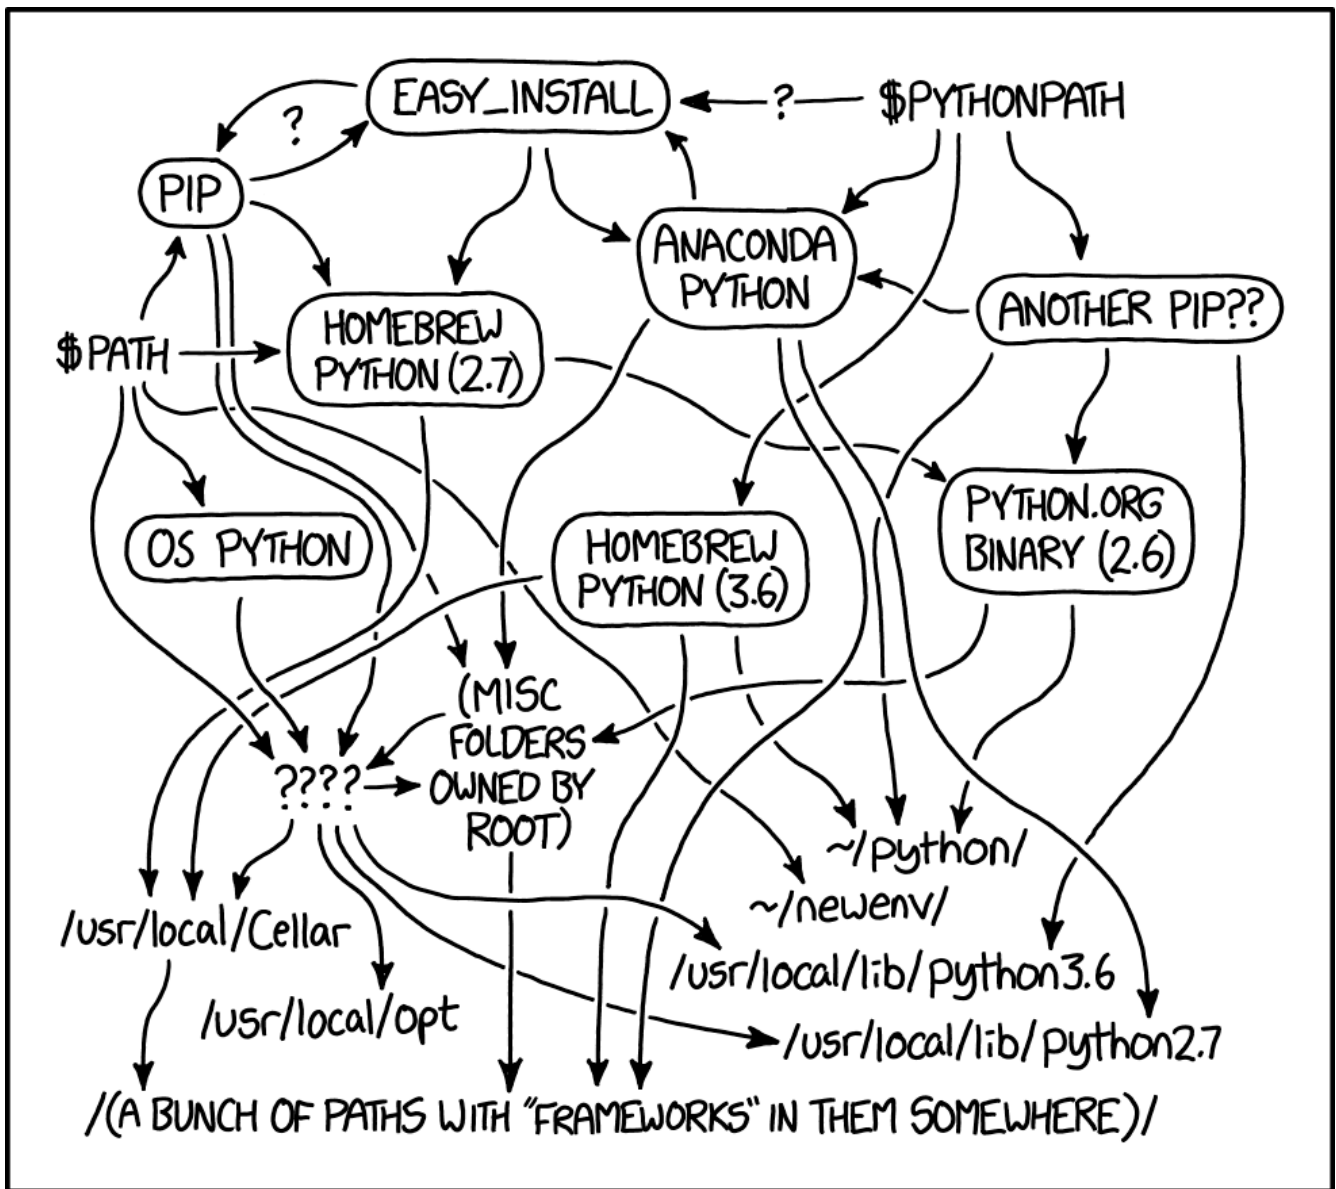 EASY_INSTALL
?
$PYTHONPATH
?
PIP
ANACONDA
PYTHON
ANOTHER PIP??
HOMEBREW
PYTHON (2.7)
$PATH
OS PYTHON
HOMEBREW
PYTHON (3.6)
PYTHON.ORG
BINARY (2.6)
(MISC
FOLDERS
OWNED BY
ROOT)
????
~/python/
~/newenv/
/usr/local/Cellar
/usr/local/lib/python3.6
/usr/local/opt
/usr/local/lib/python2.7
/(A BUNCH OF PATHS WITH "FRAMEWORKS" IN THEM SOMEWHERE)/